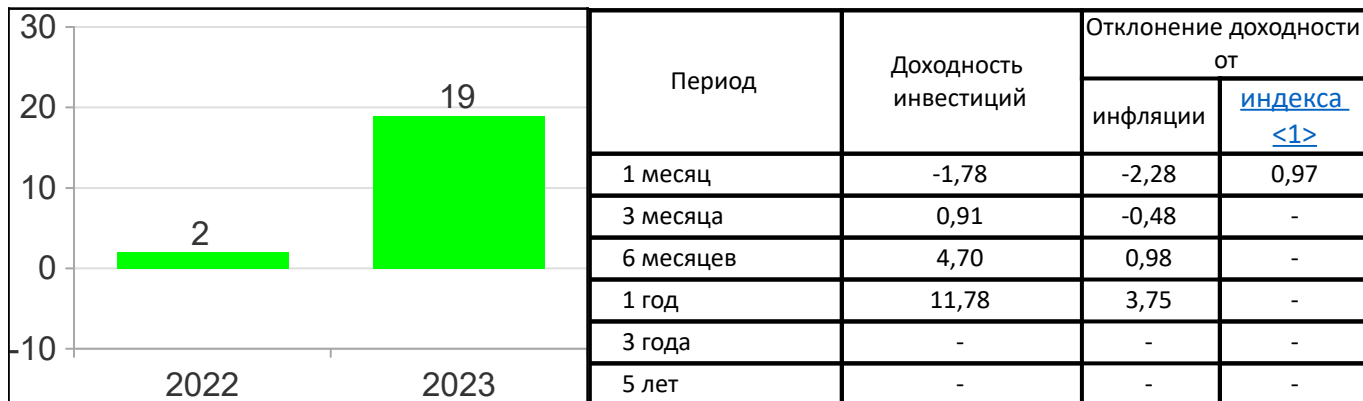 30
20
10
0
-10
2
19
2022
2023
Период
Доходность
инвестиций
Отклонение доходности
от
инфляции
индекса
<1>
1 месяц -1,78 -2,28 0,97
3 месяца 0,91 -0,48 -
6 месяцев 4,70 0,98 -
1 год 11,78 3,75 -
3 года - - -
5 лет - - -